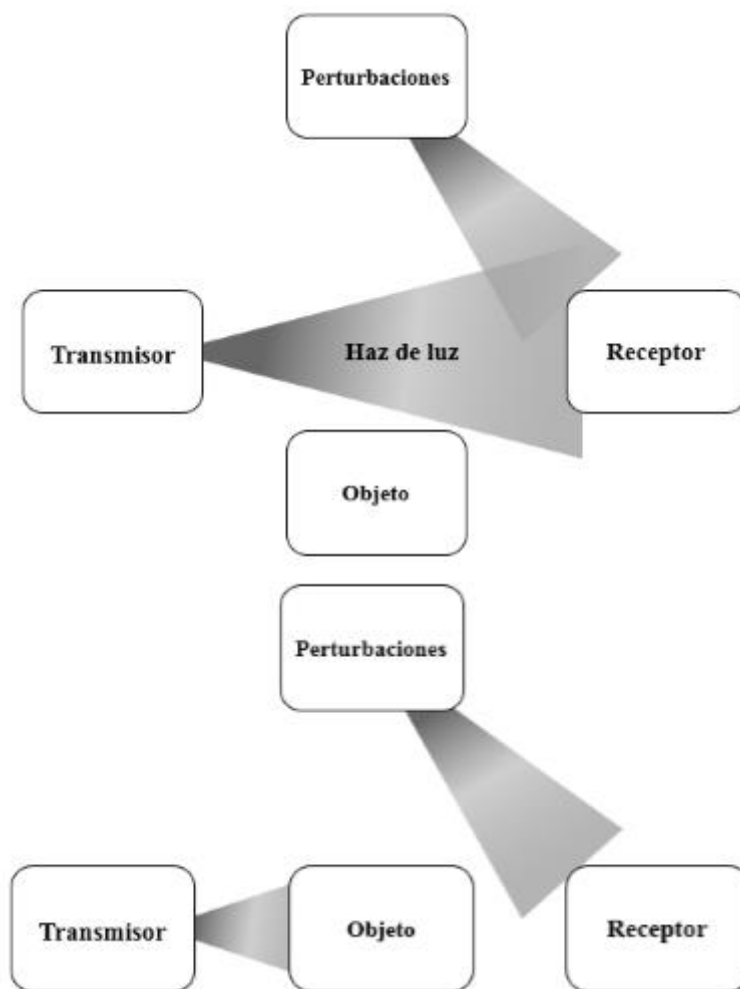 Perturbaciones
Transmisor
Haz de luz
Receptor
Objeto
Perturbaciones
Transmisor
Objeto
Receptor